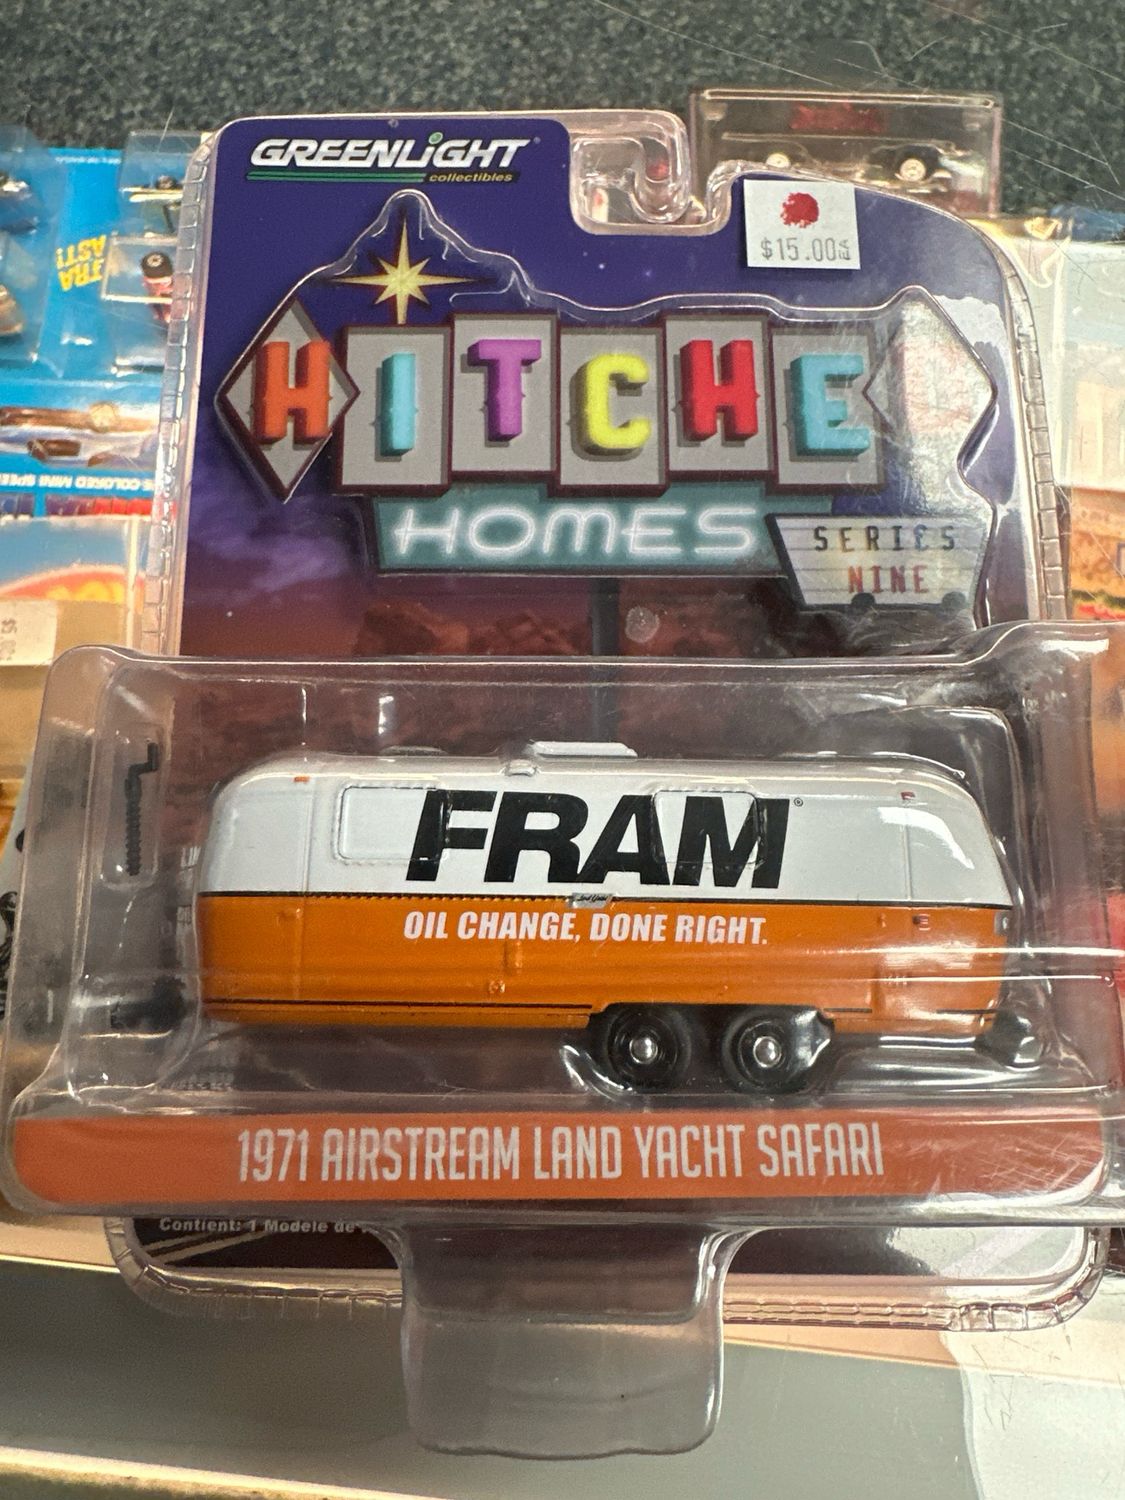 GREENLIGHT
collectibles
$15.00
HITCHE
HOMES
SERIES
NINE
FRAM®
OIL CHANGE, DONE RIGHT.
1971 AIRSTREAM LAND YACHT SAFARI
Contient: 1 Modele de